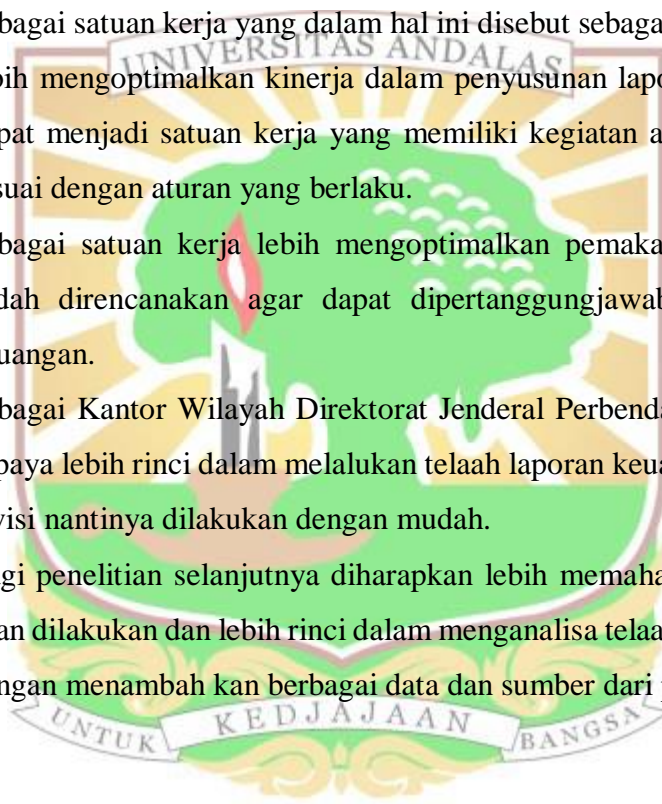 bagai satuan kerja yang dalam hal ini disebut sebaga
UNIVERSITAS ANDALAS
bih mengoptimalkan kinerja dalam penyusunan lapo
pat menjadi satuan kerja yang memiliki kegiatan a
suai dengan aturan yang berlaku.
bagai satuan kerja lebih mengoptimalkan pemaka
dah direncanakan agar dapat dipertanggungjawab
uangan.
bagai Kantor Wilayah Direktorat Jenderal Perbenda
paya lebih rinci dalam melalukan telaah laporan keua
visi nantinya dilakukan dengan mudah.
gi penelitian selanjutnya diharapkan lebih memaha
an dilakukan dan lebih rinci dalam menganalisa telaa
ngan menambah kan berbagai data dan sumber dari p
UNTUK KEDJAJAAN BANGSA